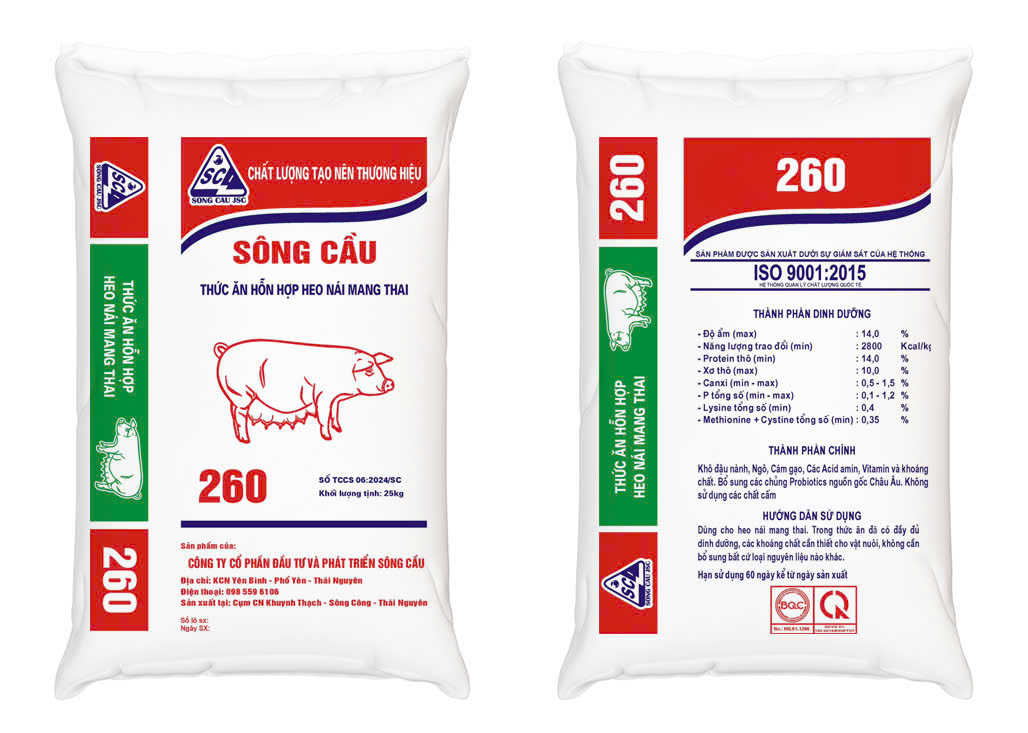 SCJ
SONG CAU JSC
THỨC ĂN HỖN HỢP
HEO NÁI MANG THAI
260
SCJ
SONG CAU JSC
CHẤT LƯỢNG TẠO NÊN THƯƠNG HIỆU
SÔNG CẦU
THỨC ĂN HỖN HỢP HEO NÁI MANG THAI
260
SỐ TCCS 06:2024/SC
Khối lượng tịnh: 25kg
Sản phẩm của:
CÔNG TY CỔ PHẦN ĐẦU TƯ VÀ PHÁT TRIỂN SÔNG CẦU
Địa chỉ: KCN Yên Bình - Phổ Yên - Thái Nguyên
Điện thoại: 098 559 6106
Sản xuất tại: Cụm CN Khuynh Thạch - Sông Công - Thái Nguyên
Số lô sx:
Ngày SX:
260
THỨC ĂN HỖN HỢP
HEO NÁI MANG THAI
SCJ
SONG CAU JSC
260
SẢN PHẨM ĐƯỢC SẢN XUẤT DƯỚI SỰ GIÁM SÁT CỦA HỆ THỐNG
ISO 9001:2015
HỆ THỐNG QUẢN LÝ CHẤT LƯỢNG QUỐC TẾ
THÀNH PHẦN DINH DƯỠNG
- Độ ẩm (max) : 14,0 %
- Năng lượng trao đổi (min) : 2800 Kcal/kg
- Protein thô (min) : 14,0 %
- Xơ thô (max) : 10,0 %
- Canxi (min - max) : 0,5 - 1,5 %
- P tổng số (min - max) : 0,1 - 1,2 %
- Lysine tổng số (min) : 0,4 %
- Methionine + Cystine tổng số (min) : 0,35 %
THÀNH PHẦN CHÍNH
Khô đậu nành, Ngô, Cám gạo, Các Acid amin, Vitamin và khoáng
chất. Bổ sung các chủng Probiotics nguồn gốc Châu Âu. Không
sử dụng các chất cấm
HƯỚNG DẪN SỬ DỤNG
Dùng cho heo nái mang thai. Trong thức ăn đã có đầy đủ
dinh dưỡng, các khoáng chất cần thiết cho vật nuôi, không cần
bổ sung bất cứ loại nguyên liệu nào khác.
Hạn sử dụng 60 ngày kể từ ngày sản xuất
BQC